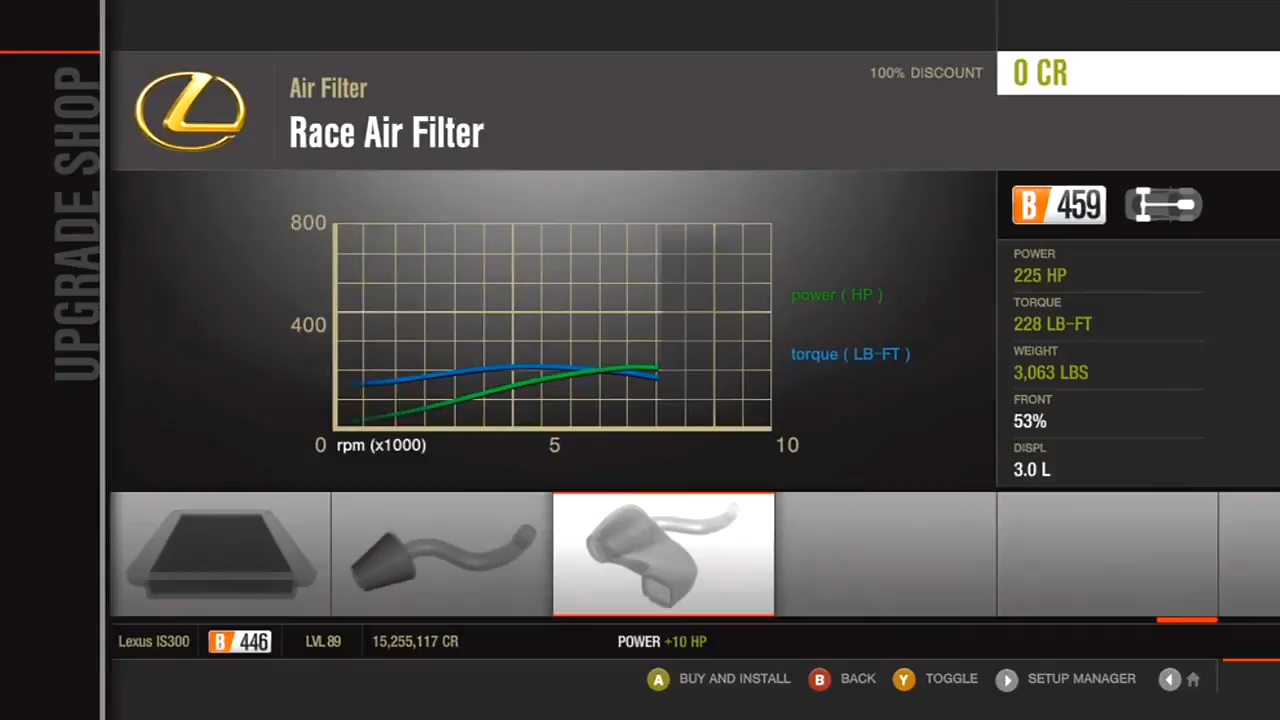 UPGRADE SHOP
Air Filter
Race Air Filter
100% DISCOUNT
0 CR
B 459
POWER
225 HP
TORQUE
228 LB-FT
WEIGHT
3,063 LBS
FRONT
53%
DISPL
3.0 L
800
400
0 rpm (x1000) 5 10
power ( HP )
torque ( LB-FT )
Lexus IS300 B 446 LVL 89 15,255,117 CR POWER +10 HP
A BUY AND INSTALL B BACK Y TOGGLE SETUP MANAGER